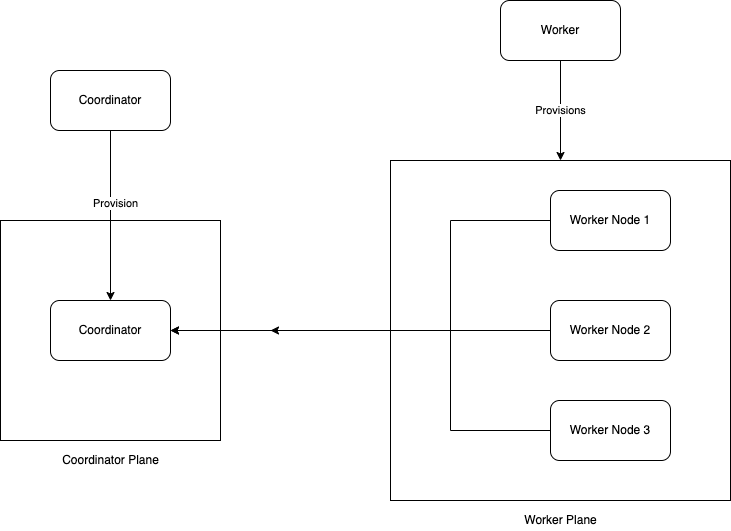 Worker
Coordinator
Provisions
Provision
Worker Node 1
Coordinator
Worker Node 2
Worker Node 3
Coordinator Plane
Worker Plane